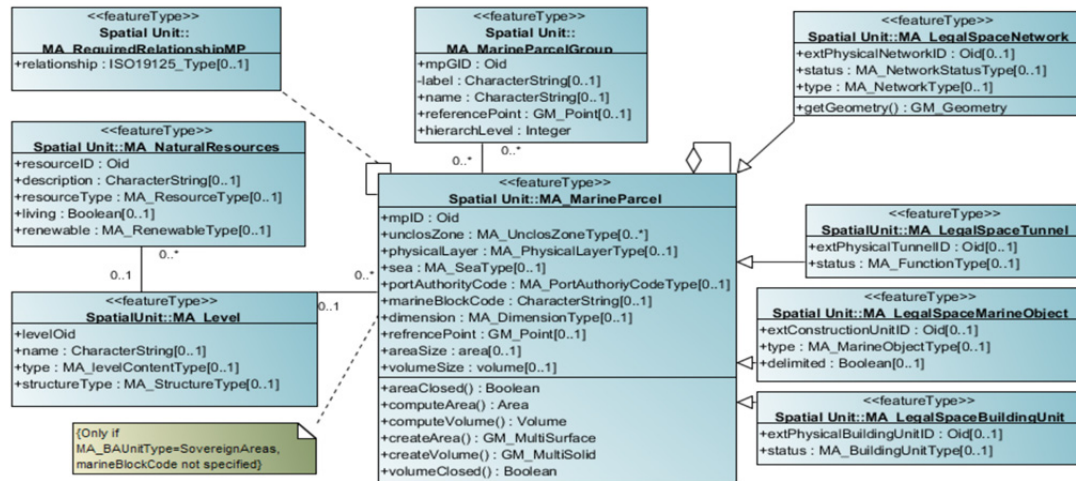 <<featureType>>
Spatial Unit::
MA_RequiredRelationshipMP
+relationship : ISO19125_Type[0..1]
<<featureType>>
Spatial Unit::
MA_MarineParcelGroup
+mpGID : Oid
-label : CharacterString[0..1]
+name : CharacterString[0..1]
+referencePoint : GM_Point[0..1]
+hierarchLevel : Integer
<<featureType>>
Spatial Unit::MA_LegalSpaceNetwork
+extPhysicalNetworkID : Oid[0..1]
+status : MA_NetworkStatusType[0..1]
+type : MA_NetworkType[0..1]
+getGeometry() : GM_Geometry
<<featureType>>
Spatial Unit::MA_NaturalResources
+resourceID : Oid
+description : CharacterString[0..1]
+resourceType : MA_ResourceType[0..1]
+living : Boolean[0..1]
+renewable : MA_RenewableType[0..1]
0..*
0..*
0..*
0..1
0..*
0..1
<<featureType>>
Spatial Unit::MA_MarineParcel
+mpID : Oid
+unclosZone : MA_UnclosZoneType[0..*]
+physicalLayer : MA_PhysicalLayerType[0..1]
+sea : MA_SeaType[0..1]
+portAuthorityCode : MA_PortAuthoriyCodeType[0..1]
+marineBlockCode : CharacterString[0..1]
+dimension : MA_DimensionType[0..1]
+refrencePoint : GM_Point[0..1]
+areaSize : area[0..1]
+volumeSize : volume[0..1]
+areaClosed() : Boolean
+computeArea() : Area
+computeVolume() : Volume
+createArea() : GM_MultiSurface
+createVolume() : GM_MultiSolid
+volumeClosed() : Boolean
<<featureType>>
SpatialUnit::MA_LegalSpaceTunnel
+extPhysicalTunnelID : Oid[0..1]
+status : MA_FunctionType[0..1]
<<featureType>>
SpatialUnit::MA_Level
+levelOid
+name : CharacterString[0..1]
+type : MA_levelContentType[0..1]
+structureType : MA_StructureType[0..1]
<<featureType>>
Spatial Unit::MA_LegalSpaceMarineObject
+extConstructionUnitID : Oid[0..1]
+type : MA_MarineObjectType[0..1]
+delimited : Boolean[0..1]
<<featureType>>
Spatial Unit::MA_LegalSpaceBuildingUnit
+extPhysicalBuildingUnitID : Oid[0..1]
+status : MA_BuildingUnitType[0..1]
{Only if
MA_BAUnitType=SovereignAreas,
marineBlockCode not specified}